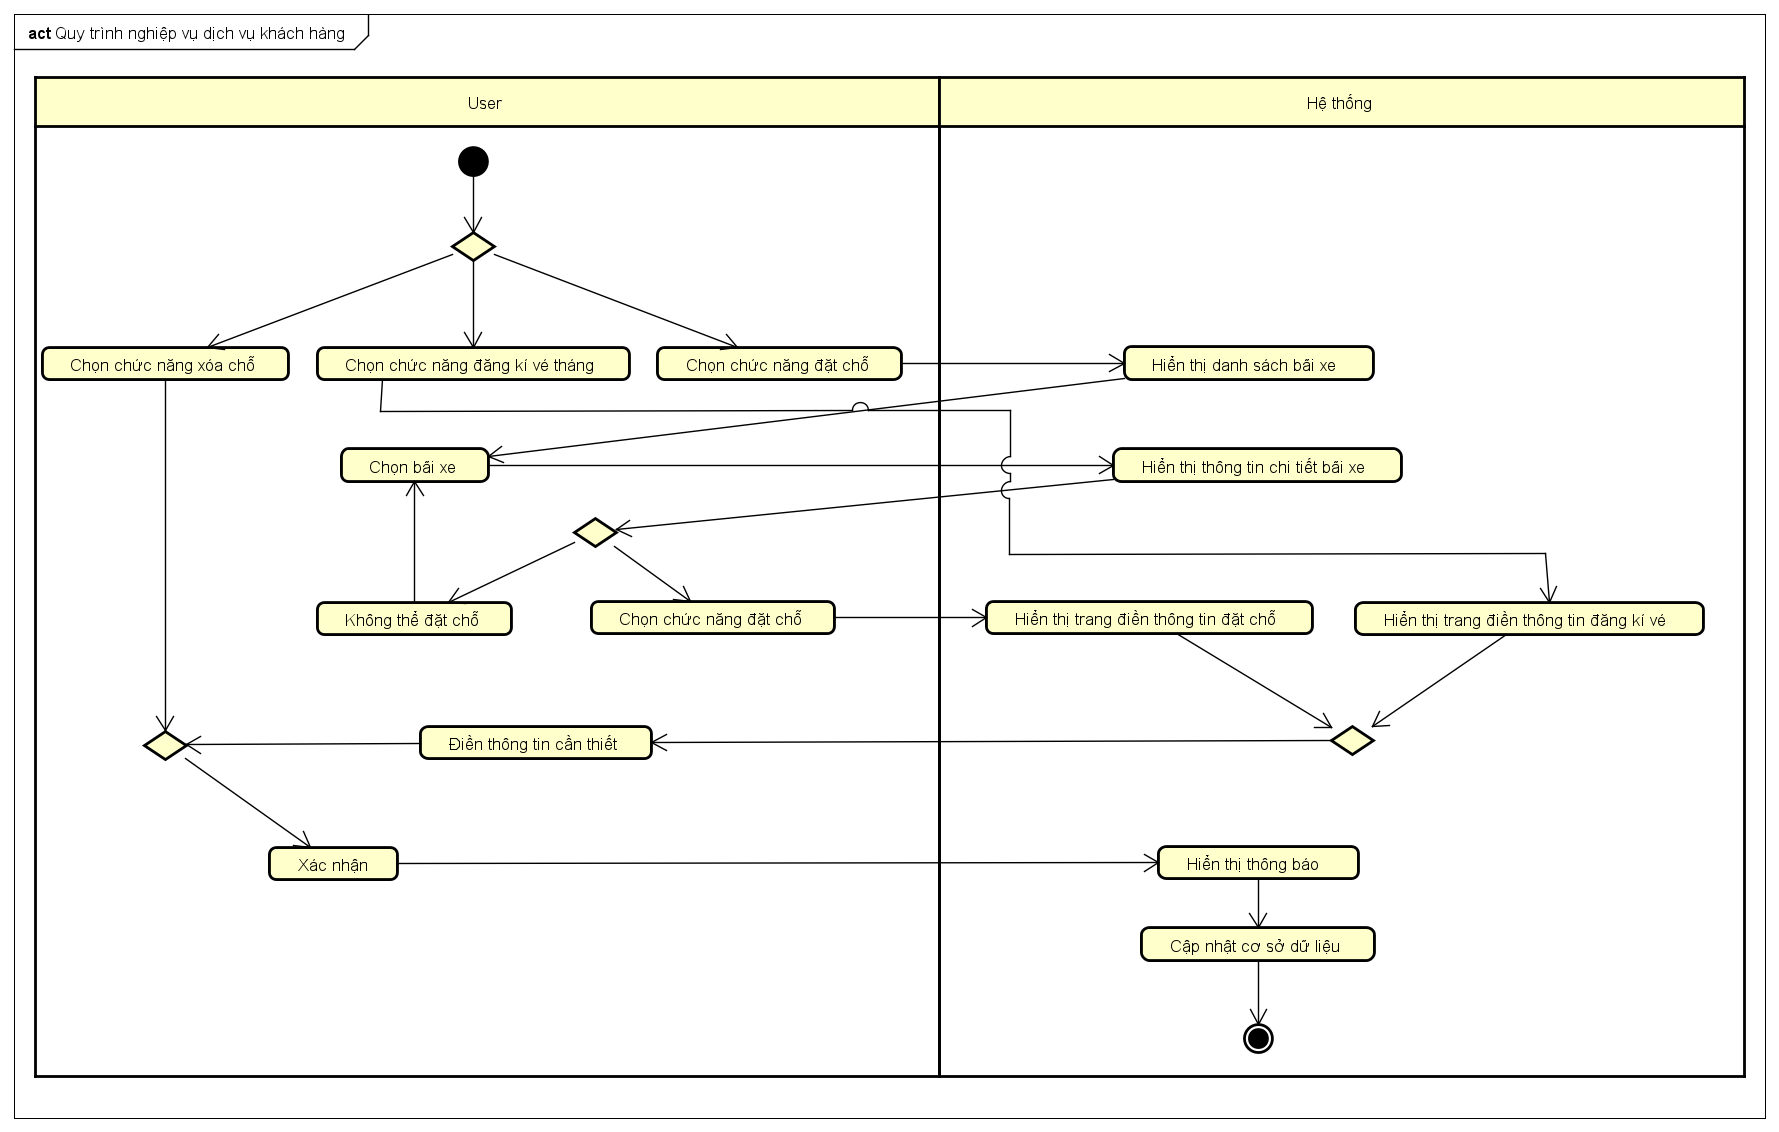 act Quy trình nghiệp vụ dịch vụ khách hàng
User
Hệ thống
Chọn chức năng xóa chỗ
Chọn chức năng đăng kí vé tháng
Chọn chức năng đặt chỗ
Hiển thị danh sách bãi xe
Chọn bãi xe
Hiển thị thông tin chi tiết bãi xe
Không thể đặt chỗ
Chọn chức năng đặt chỗ
Hiển thị trang điền thông tin đặt chỗ
Hiển thị trang điền thông tin đăng kí vé
Điền thông tin cần thiết
Xác nhận
Hiển thị thông báo
Cập nhật cơ sở dữ liệu